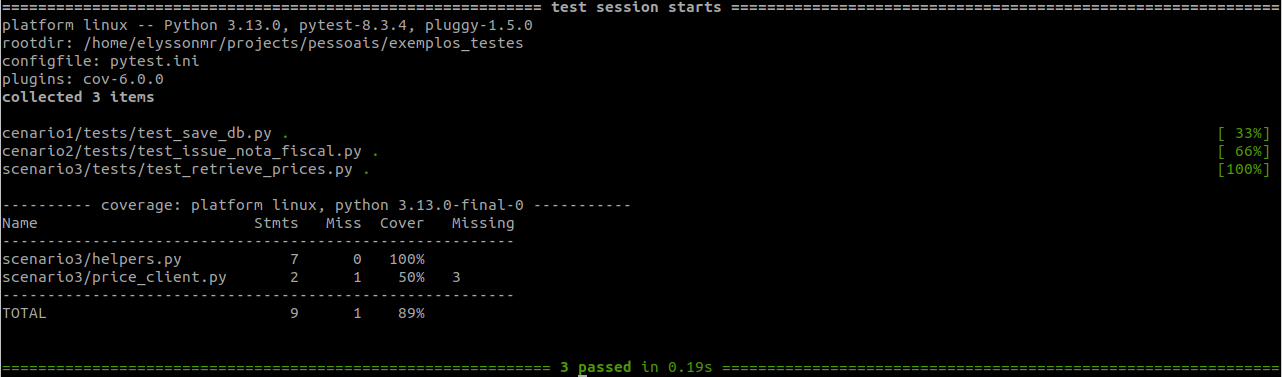 ============================================================ test session starts =============================================================
platform linux -- Python 3.13.0, pytest-8.3.4, pluggy-1.5.0
rootdir: /home/elyssonmr/projects/pessoais/exemplos_testes
configfile: pytest.ini
plugins: cov-6.0.0
collected 3 items
cenario1/tests/test_save_db.py . [ 33%]
cenario2/tests/test_issue_nota_fiscal.py . [ 66%]
scenario3/tests/test_retrieve_prices.py . [100%]
---------- coverage: platform linux, python 3.13.0-final-0 -----------
Name Stmts Miss Cover Missing
---------------------------------------------------------
scenario3/helpers.py 7 0 100%
scenario3/price_client.py 2 1 50% 3
---------------------------------------------------------
TOTAL 9 1 89%
============================================================= 3 passed in 0.19s ==============================================================